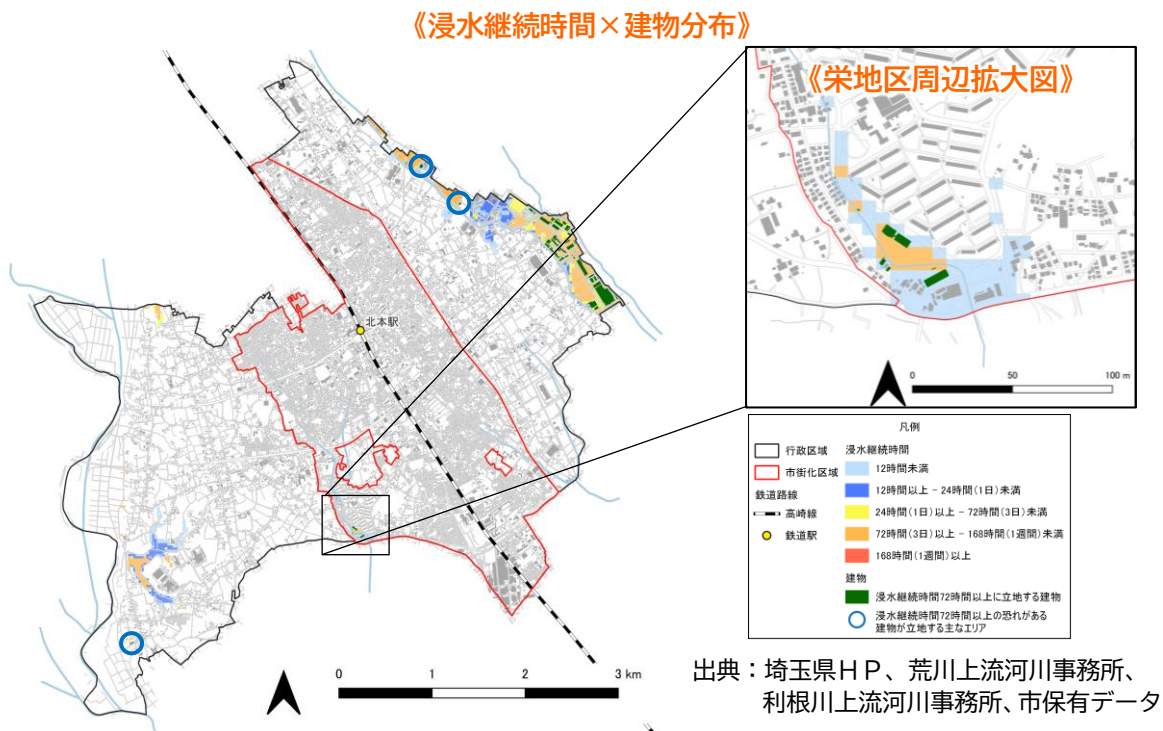 《浸水継続時間×建物分布》
《栄地区周辺拡大図》
北本駅
0 50 100 m
凡例
行政区域
市街化区域
鉄道路線
高崎線
鉄道駅
浸水継続時間
12時間未満
12時間以上 - 24時間(1日)未満
24時間(1日)以上 - 72時間(3日)未満
72時間(3日)以上 - 168時間(1週間)未満
168時間(1週間)以上
建物
浸水継続時間72時間以上に立地する建物
浸水継続時間72時間以上の恐れがある
建物が立地する主なエリア
0 1 2 3 km
出典：埼玉県ＨＰ、荒川上流河川事務所、
利根川上流河川事務所、市保有データ